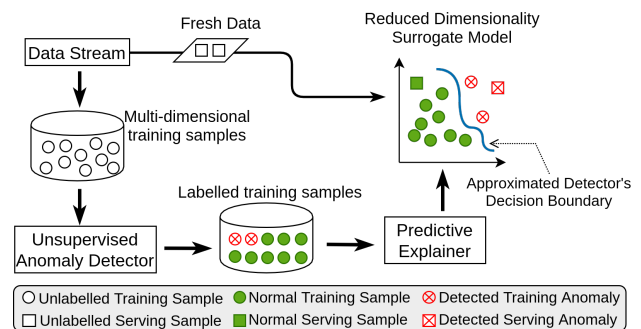 Fresh Data
Data Stream
Reduced Dimensionality
Surrogate Model
Multi-dimensional
training samples
Approximated Detector's
Decision Boundary
Labelled training samples
Unsupervised
Anomaly Detector
Predictive
Explainer
Unlabelled Training Sample
Normal Training Sample
Detected Training Anomaly
Unlabelled Serving Sample
Normal Serving Sample
Detected Serving Anomaly